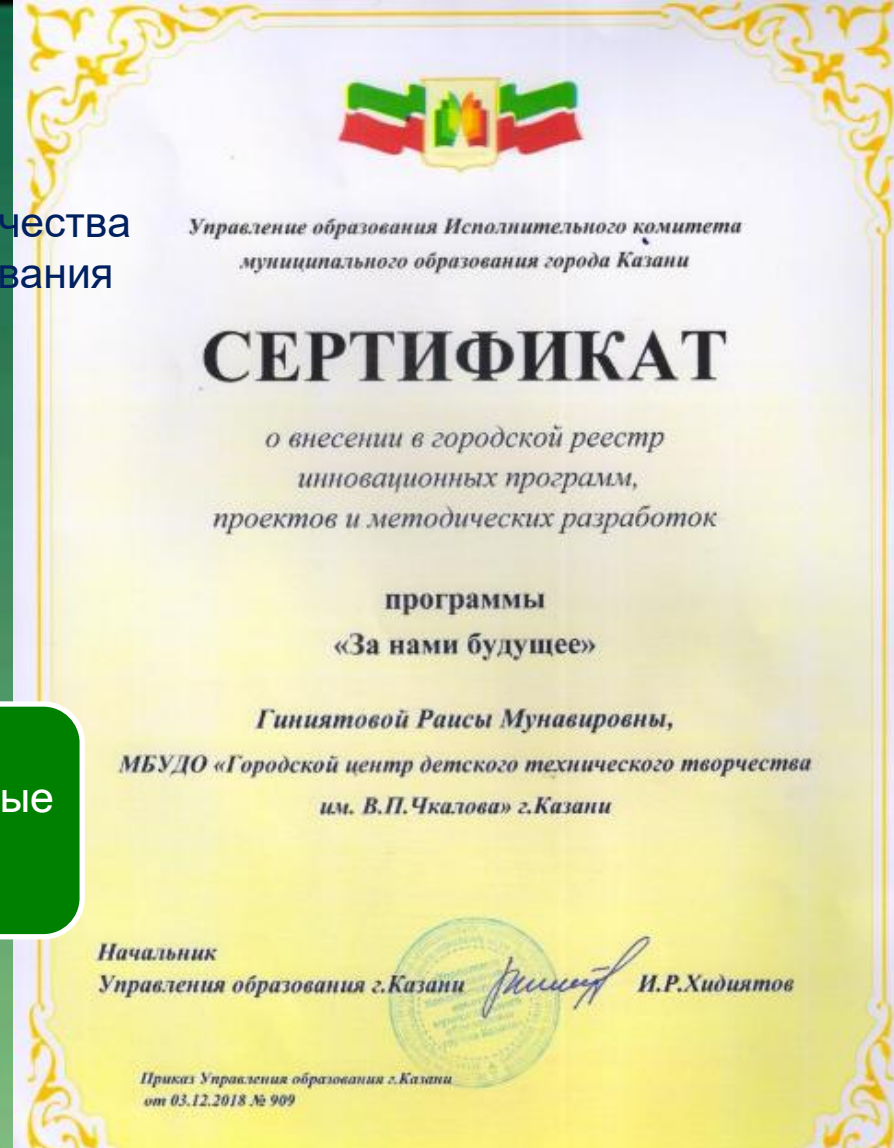 чества
вания
Управление образования Исполнительного комитета
муниципального образования города Казани
СЕРТИФИКАТ
о внесении в городской реестр
инновационных программ,
проектов и методических разработок
программы
«За нами будущее»
Гиниятовой Раисы Мунавировны,
МБУДО «Городской центр детского технического творчества
им. В.П.Чкалова» г.Казани
ые
Начальник
Управления образования г.Казани
И.Р.Хидиятов
Приказ Управления образования г.Казани
от 03.12.2018 № 909